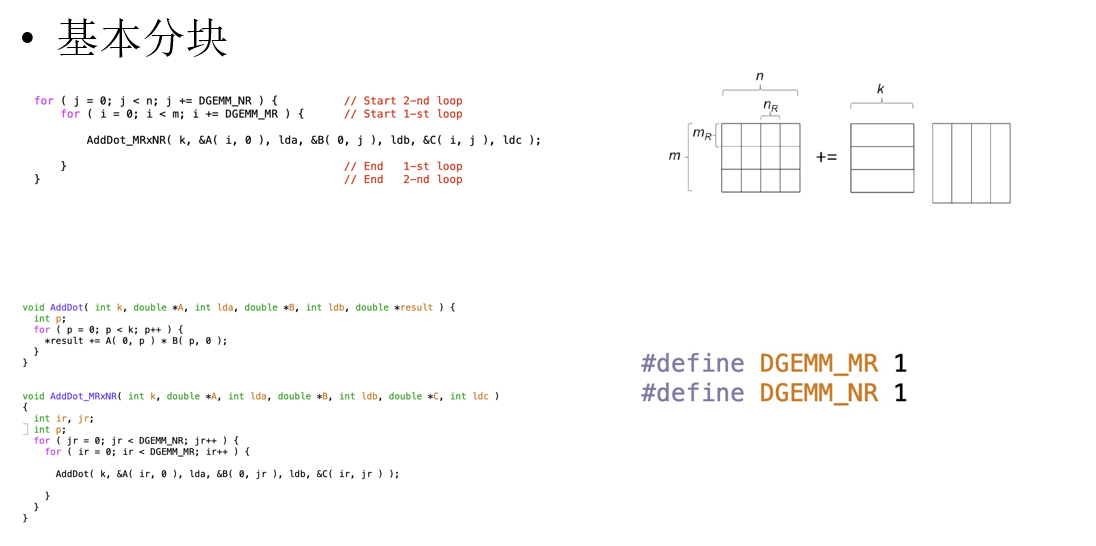 • 基本分块
for ( j = 0; j < n; j += DGEMM_NR ) { // Start 2-nd loop
for ( i = 0; i < m; i += DGEMM_MR ) { // Start 1-st loop
AddDot_MRxNR( k, &A( i, 0 ), lda, &B( 0, j ), ldb, &C( i, j ), ldc );
} // End 1-st loop
} // End 2-nd loop
n
nR
mR
m
+=
k
void AddDot( int k, double *A, int lda, double *B, int ldb, double *result ) {
int p;
for ( p = 0; p < k; p++ ) {
*result += A( 0, p ) * B( p, 0 );
}
}
void AddDot_MRxNR( int k, double *A, int lda, double *B, int ldb, double *C, int ldc )
{
int ir, jr;
int p;
for ( jr = 0; jr < DGEMM_NR; jr++ ) {
for ( ir = 0; ir < DGEMM_MR; ir++ ) {
AddDot( k, &A( ir, 0 ), lda, &B( 0, jr ), ldb, &C( ir, jr ) );
}
}
}
#define DGEMM_MR 1
#define DGEMM_NR 1